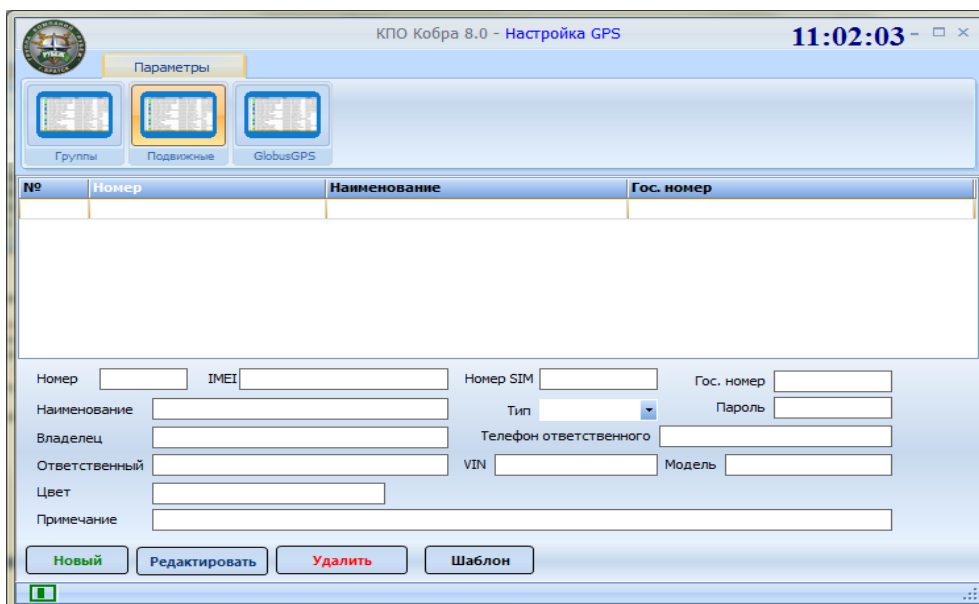 КПО Кобра 8.0 - Настройка GPS 11:02:03
Параметры
Группы Подвижные GlobusGPS
№ Номер Наименование Гос. номер
Номер IMEI Номер SIM Гос. номер
Наименование Тип Пароль
Владелец Телефон ответственного
Ответственный VIN Модель
Цвет
Примечание
Новый Редактировать Удалить Шаблон